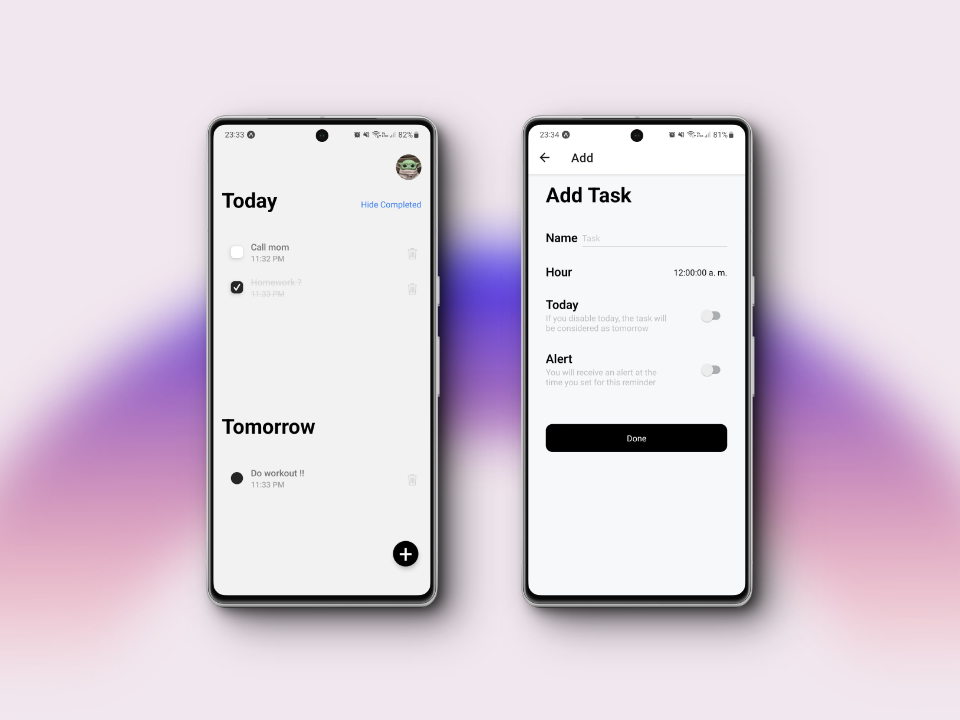 23:33
82%
Today
Hide Completed
Call mom
11:32 PM
Homework ?
11:33 PM
Tomorrow
Do workout !!
11:33 PM
23:34
81%
Add
Add Task
Name Task
Hour 12:00:00 a. m.
Today
If you disable today, the task will
be considered as tomorrow
Alert
You will receive an alert at the
time you set for this reminder
Done